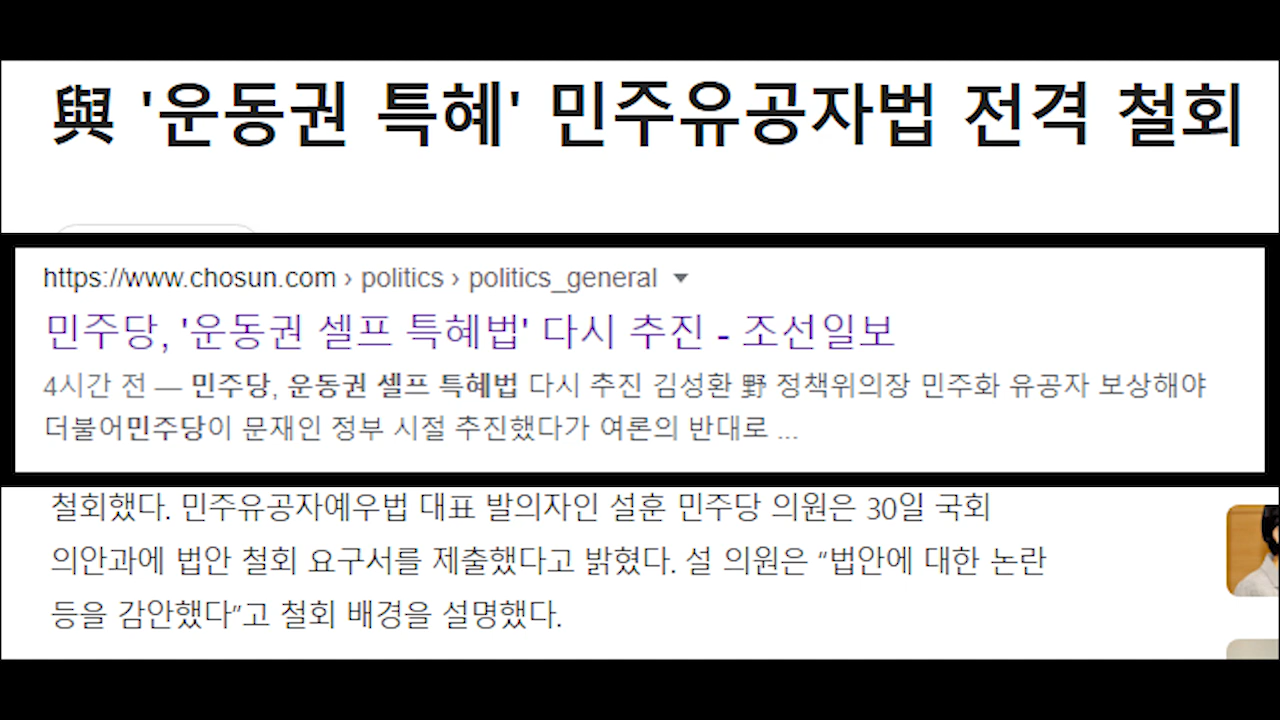 與 '운동권 특혜' 민주유공자법 전격 철회
https://www.chosun.com › politics › politics_general
민주당, '운동권 셀프 특혜법' 다시 추진 - 조선일보
4시간 전 — 민주당, 운동권 셀프 특혜법 다시 추진 김성환 野 정책위의장 민주화 유공자 보상해야
더불어민주당이 문재인 정부 시절 추진했다가 여론의 반대로 ...
철회했다. 민주유공자예우법 대표 발의자인 설훈 민주당 의원은 30일 국회
의안과에 법안 철회 요구서를 제출했다고 밝혔다. 설 의원은 “법안에 대한 논란
등을 감안했다”고 철회 배경을 설명했다.